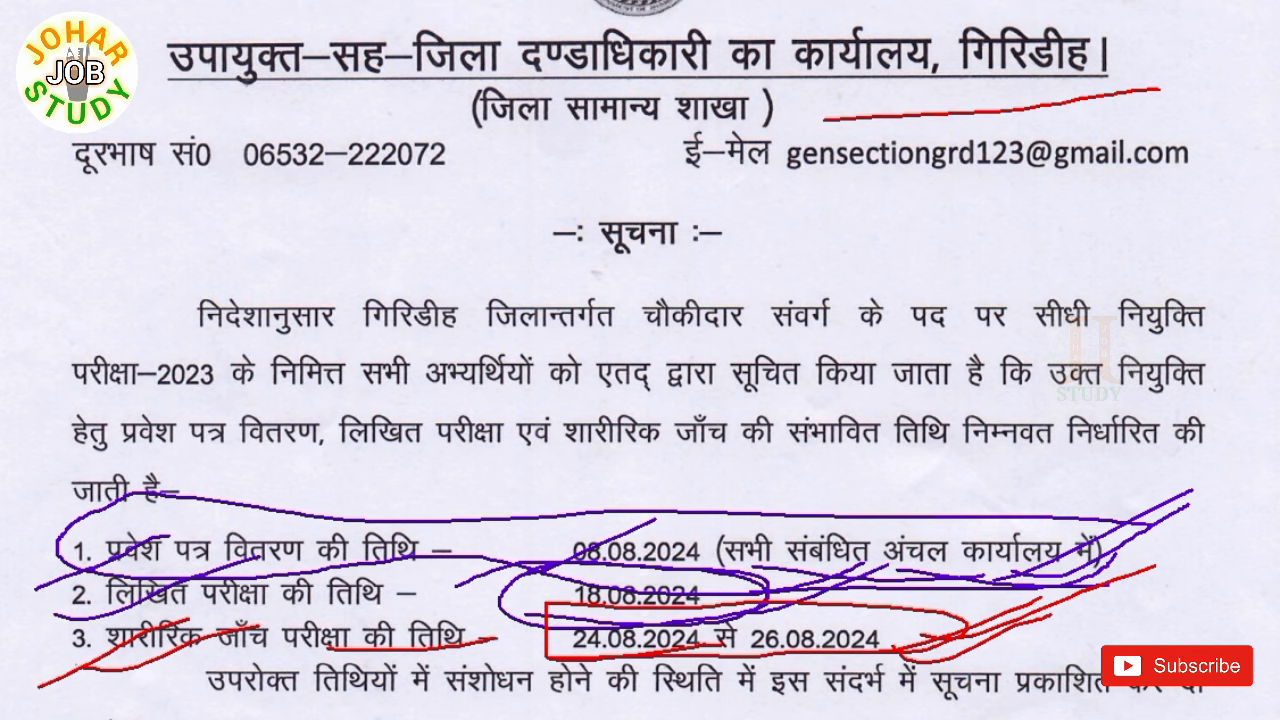 JOHAR
JOB
STUDY
उपायुक्त–सह–जिला दण्डाधिकारी का कार्यालय, गिरिडीह।
(जिला सामान्य शाखा )
दूरभाष सं0 06532–222072 ई–मेल gensectiongrd123@gmail.com
–: सूचना :–
निदेशानुसार गिरिडीह जिलान्तर्गत चौकीदार संवर्ग के पद पर सीधी नियुक्ति
परीक्षा–2023 के निमित्त सभी अभ्यर्थियों को एतद् द्वारा सूचित किया जाता है कि उक्त नियुक्ति
हेतु प्रवेश पत्र वितरण, लिखित परीक्षा एवं शारीरिक जाँच की संभावित तिथि निम्नवत निर्धारित की
STUDY
जाती है–
1. प्रवेश पत्र वितरण की तिथि – 08.08.2024 (सभी संबंधित अंचल कार्यालय में)
2. लिखित परीक्षा की तिथि – 18.08.2024
3. शारीरिक जाँच परीक्षा की तिथि – 24.08.2024 से 26.08.2024
उपरोक्त तिथियों में संशोधन होने की स्थिति में इस संदर्भ में सूचना प्रकाशित
Subscribe